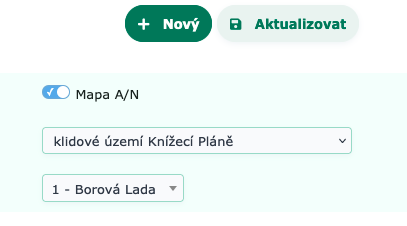 + Nový Aktualizovat
Mapa A/N
klidové území Knížecí Pláně
1 - Borová Lada